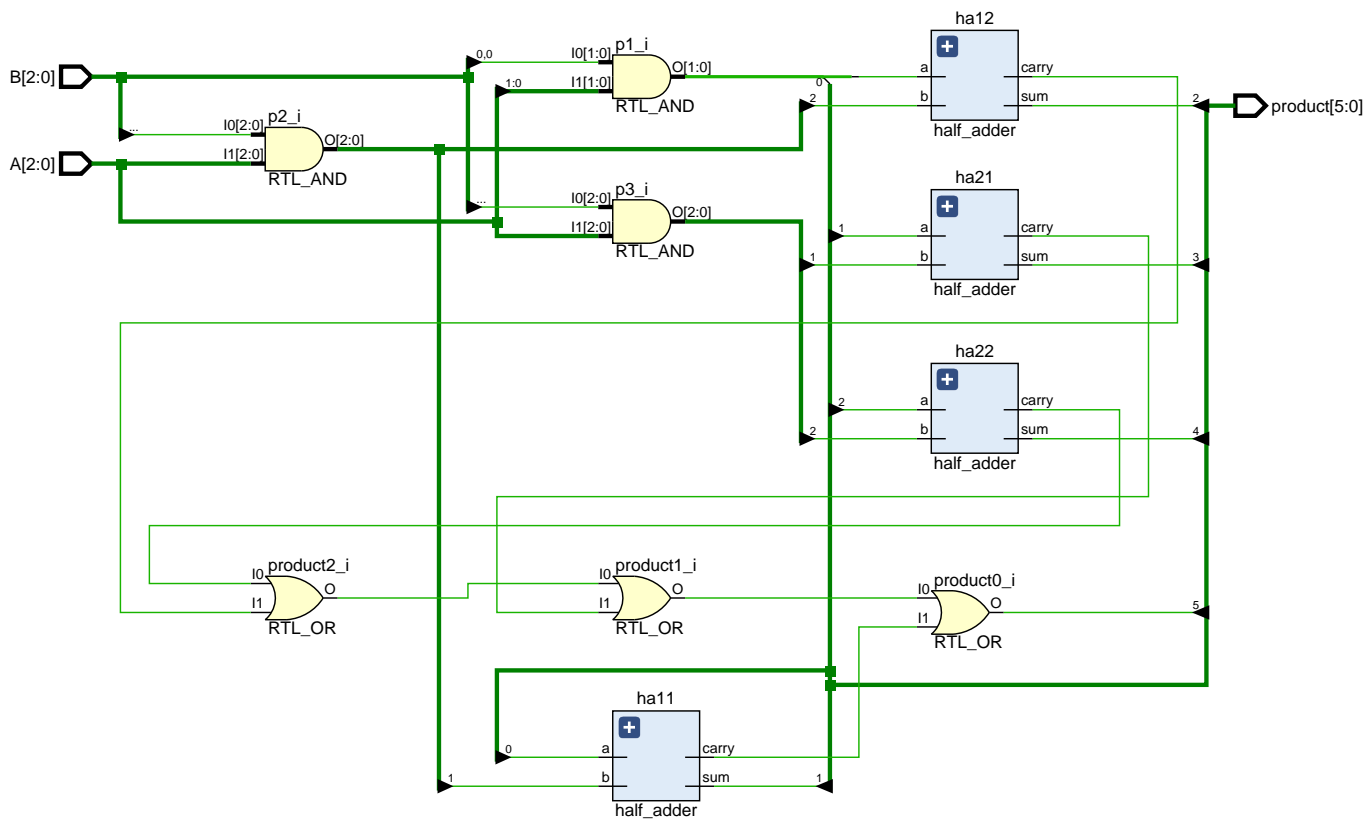 ha12
p1_i
I0[1:0]
0,0
O[1:0]
a
carry
B[2:0]
1:0
I1[1:0]
0
RTL_AND
2
b
sum
2
product[5:0]
p2_i
half_adder
...
I0[2:0]
O[2:0]
A[2:0]
I1[2:0]
RTL_AND
ha21
p3_i
...
I0[2:0]
O[2:0]
I1[2:0]
1
a
carry
RTL_AND
1
b
sum
3
half_adder
ha22
2
a
carry
2
b
sum
4
half_adder
product2_i
I0
O
I1
RTL_OR
product1_i
I0
O
I1
RTL_OR
product0_i
I0
O
5
I1
RTL_OR
ha11
0
a
carry
1
b
sum
1
half_adder